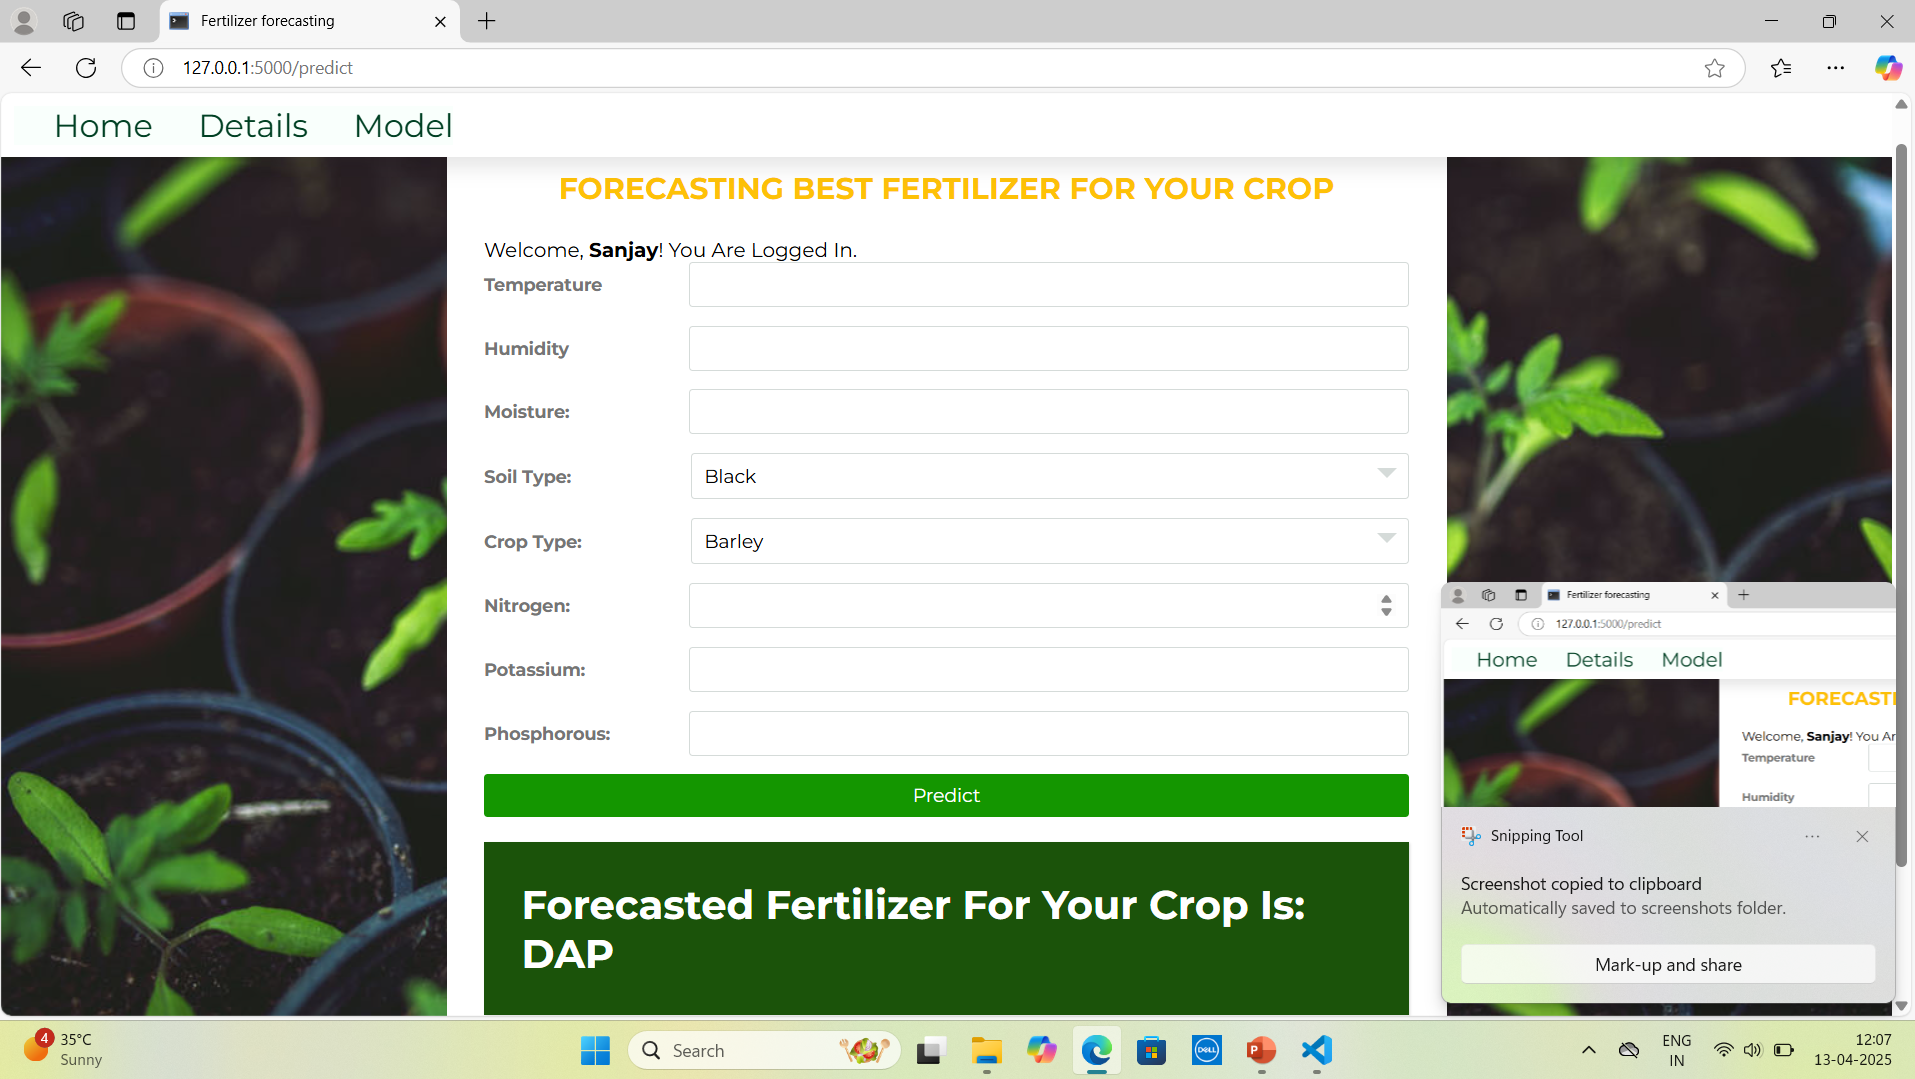 Fertilizer forecasting
127.0.0.1:5000/predict
Home Details Model
FORECASTING BEST FERTILIZER FOR YOUR CROP
Welcome, Sanjay! You Are Logged In.
Temperature
Humidity
Moisture:
Soil Type: Black
Crop Type: Barley
Nitrogen:
Potassium:
Phosphorous:
Predict
Forecasted Fertilizer For Your Crop Is:
DAP
Fertilizer forecasting
127.0.0.1:5000/predict
Home Details Model
FORECASTI
Welcome, Sanjay! You Ar
Temperature
Humidity
Snipping Tool
Screenshot copied to clipboard
Automatically saved to screenshots folder.
Mark-up and share
4
35°C
Sunny
Search
DELL
P
ENG
IN
12:07
13-04-2025